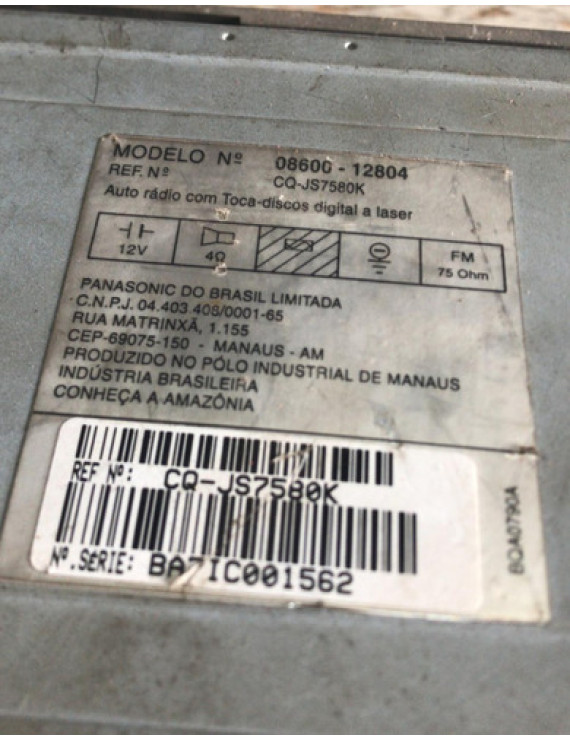 MODELO Nº 08600 - 12804
REF. Nº CQ-JS7580K
Auto rádio com Toca-discos digital a laser
12V 4Ω FM
75 Ohm
PANASONIC DO BRASIL LIMITADA
C.N.P.J. 04.403.408/0001-65
RUA MATRINXÃ, 1.155
CEP-69075-150 - MANAUS - AM
PRODUZIDO NO PÓLO INDUSTRIAL DE MANAUS
INDÚSTRIA BRASILEIRA
CONHEÇA A AMAZÔNIA
REF Nº: CQ-JS7580K
Nº.SÉRIE: BA7IC001562
BQA0790A